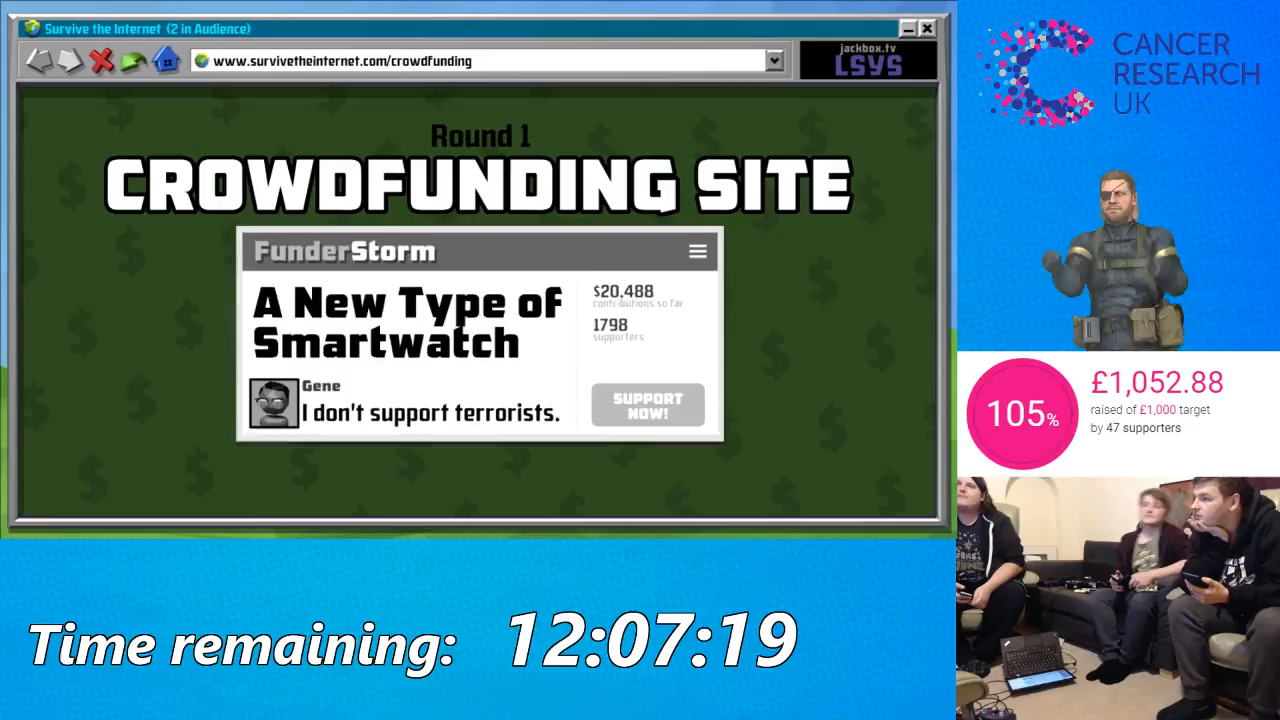 Survive the Internet (2 in Audience)
www.survivetheinternet.com/crowdfunding
jackbox.tv
LSYS
Round 1
CROWDFUNDING SITE
FunderStorm
A New Type of
Smartwatch
$20,488
contributions so far
1798
supporters
Gene
I don't support terrorists.
SUPPORT
NOW!
CANCER
RESEARCH
UK
105%
£1,052.88
raised of £1,000 target
by 47 supporters
Time remaining: 12:07:19